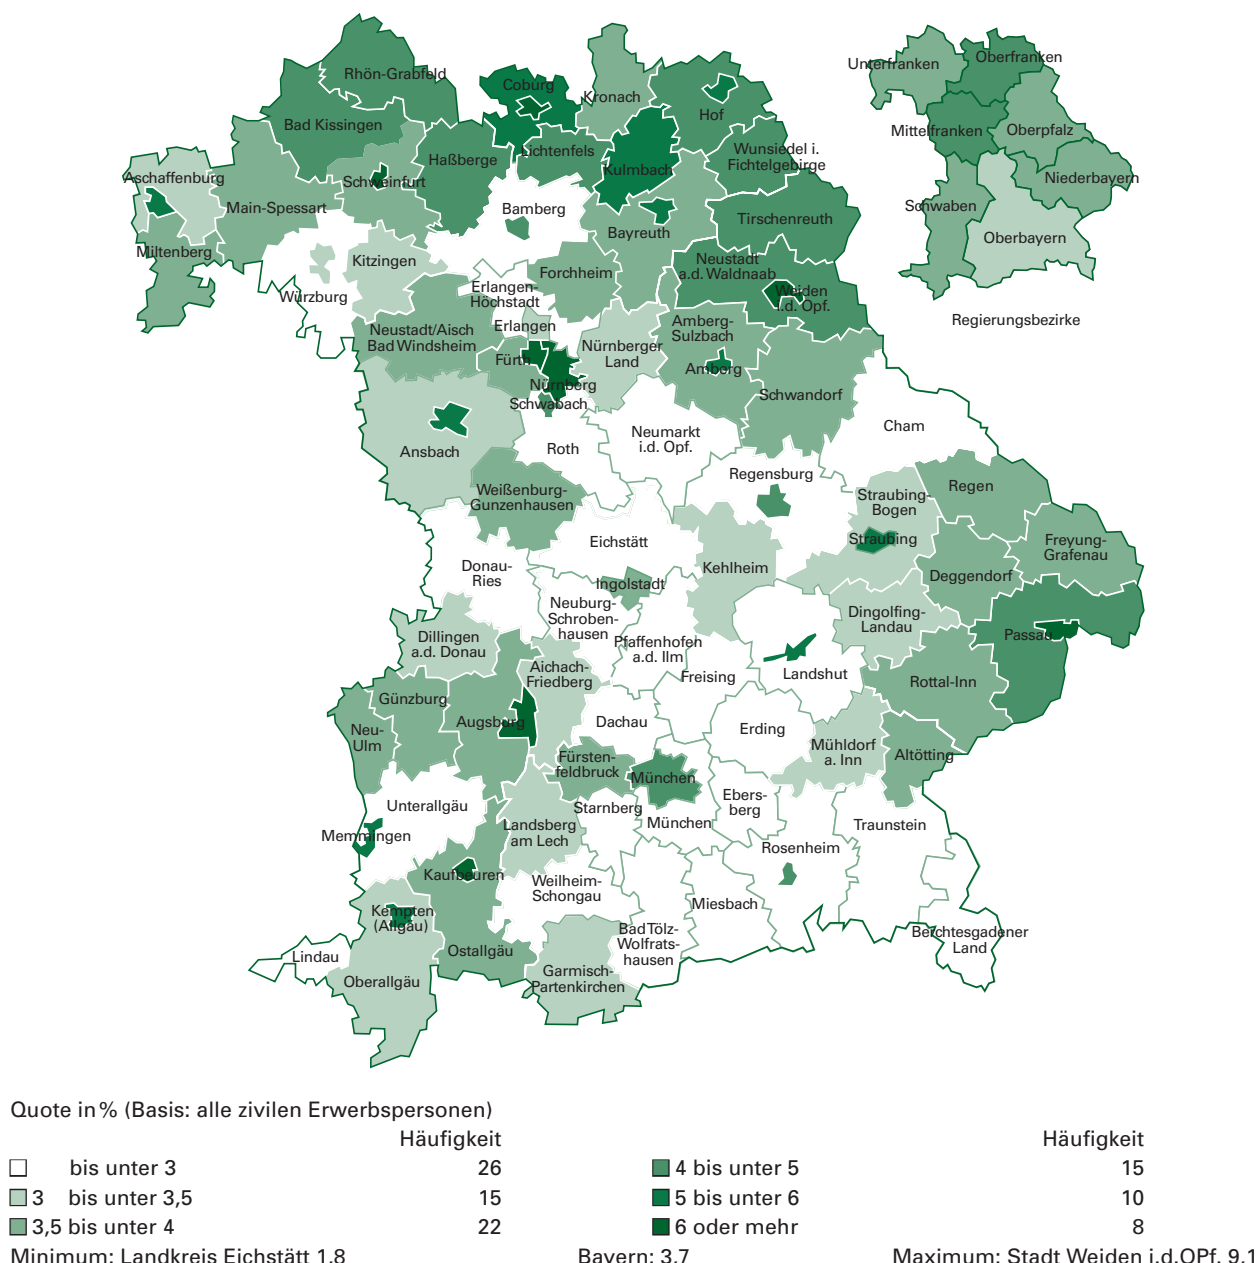 Rhön-Grabfeld
Coburg
Kronach
Hof
Bad Kissingen
Lichtenfels
Wunsiedel i.
Fichtelgebirge
Haßberge
Kulmbach
Aschaffenburg
Schweinfurt
Main-Spessart
Bamberg
Tirschenreuth
Bayreuth
Miltenberg
Kitzingen
Forchheim
Neustadt
a.d. Waldnaab
Würzburg
Erlangen-
Höchstadt
Weiden
i.d. Opf.
Erlangen
Amberg-
Sulzbach
Neustadt/Aisch
Bad Windsheim
Nürnberger
Land
Fürth
Amberg
Nürnberg
Schwabach
Schwandorf
Ansbach
Roth
Neumarkt
i.d. Opf.
Cham
Regensburg
Weißenburg-
Gunzenhausen
Straubing-
Bogen
Regen
Eichstätt
Straubing
Freyung-
Grafenau
Donau-
Ries
Kehlheim
Deggendorf
Ingolstadt
Neuburg-
Schroben-
hausen
Dingolfing-
Landau
Passau
Dillingen
a.d. Donau
Pfaffenhofen
a.d. Ilm
Aichach-
Friedberg
Freising
Landshut
Rottal-Inn
Günzburg
Augsburg
Dachau
Erding
Neu-
Ulm
Mühldorf
a. Inn
Altötting
Fürsten-
feldbruck
München
Unterallgäu
Starnberg
Ebers-
berg
Memmingen
Landsberg
am Lech
München
Traunstein
Rosenheim
Kaufbeuren
Weilheim-
Schongau
Miesbach
Kempten
(Allgäu)
Bad Tölz-
Wolfrats-
hausen
Berchtesgadener
Land
Lindau
Ostallgäu
Oberallgäu
Garmisch-
Partenkirchen
Unterfranken
Oberfranken
Mittelfranken
Oberpfalz
Niederbayern
Schwaben
Oberbayern
Regierungsbezirke
Quote in % (Basis: alle zivilen Erwerbspersonen)
Häufigkeit Häufigkeit
bis unter 3 26 4 bis unter 5 15
3 bis unter 3,5 15 5 bis unter 6 10
3,5 bis unter 4 22 6 oder mehr 8
Minimum: Landkreis Eichstätt 1,8 Bayern: 3,7 Maximum: Stadt Weiden i.d.OPf. 9,1